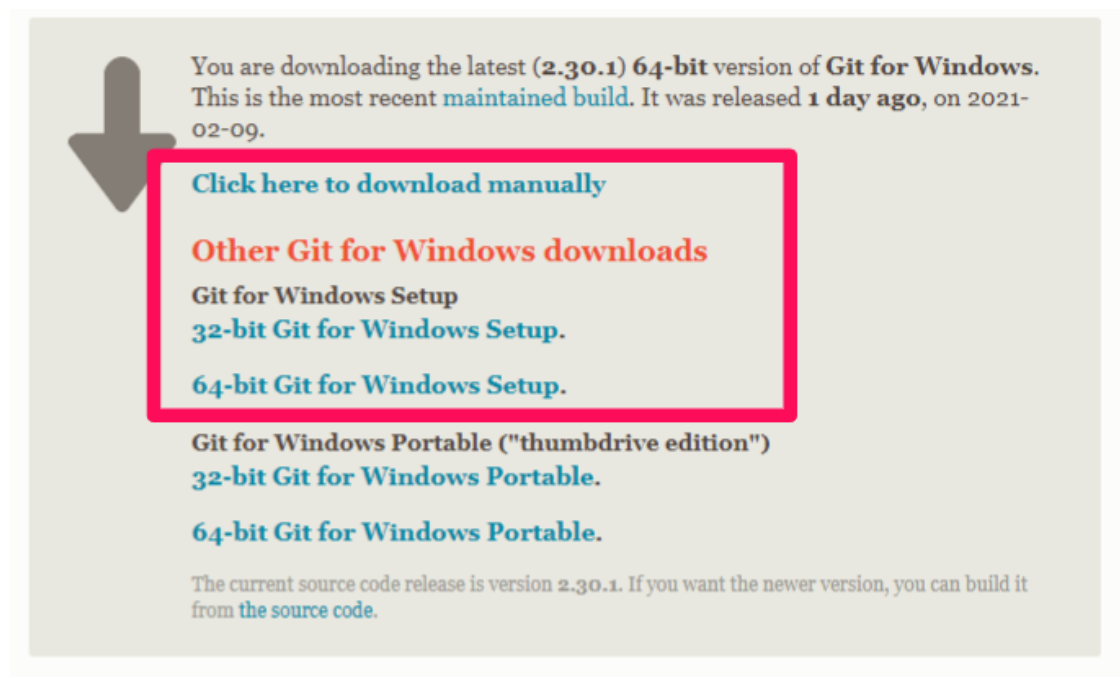 You are downloading the latest (2.30.1) 64-bit version of Git for Windows.
This is the most recent maintained build. It was released 1 day ago, on 2021-
02-09.
Click here to download manually
Other Git for Windows downloads
Git for Windows Setup
32-bit Git for Windows Setup.
64-bit Git for Windows Setup.
Git for Windows Portable ("thumbdrive edition")
32-bit Git for Windows Portable.
64-bit Git for Windows Portable.
The current source code release is version 2.30.1. If you want the newer version, you can build it
from the source code.